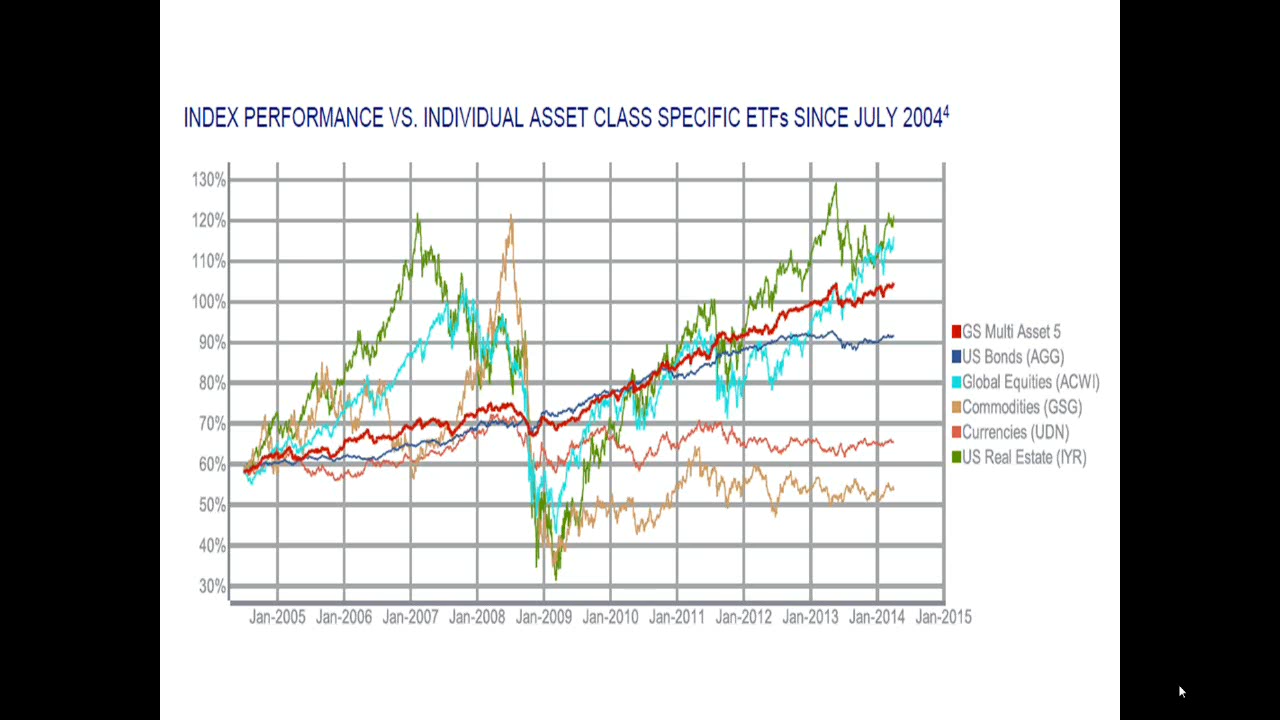 INDEX PERFORMANCE VS. INDIVIDUAL ASSET CLASS SPECIFIC ETFs SINCE JULY 2004⁴
130%
120%
110%
100%
90%
80%
70%
60%
50%
40%
30%
Jan-2005 Jan-2006 Jan-2007 Jan-2008 Jan-2009 Jan-2010 Jan-2011 Jan-2012 Jan-2013 Jan-2014 Jan-2015
GS Multi Asset 5
US Bonds (AGG)
Global Equities (ACWI)
Commodities (GSG)
Currencies (UDN)
US Real Estate (IYR)